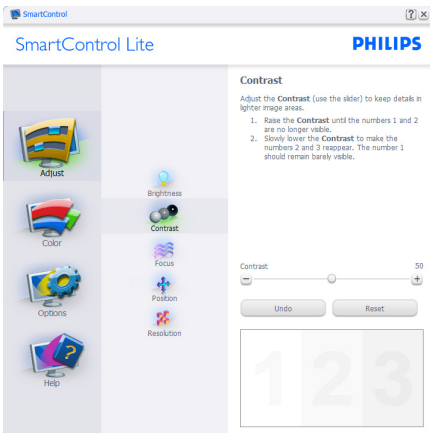 SmartControl
SmartControl Lite
PHILIPS
Adjust
Color
Options
Help
Brightness
Contrast
Focus
Position
Resolution
Contrast
Adjust the Contrast (use the slider) to keep details in
lighter image areas.
1. Raise the Contrast until the numbers 1 and 2
are no longer visible.
2. Slowly lower the Contrast to make the
numbers 2 and 3 reappear. The number 1
should remain barely visible.
Contrast 50
Undo Reset
1 2 3